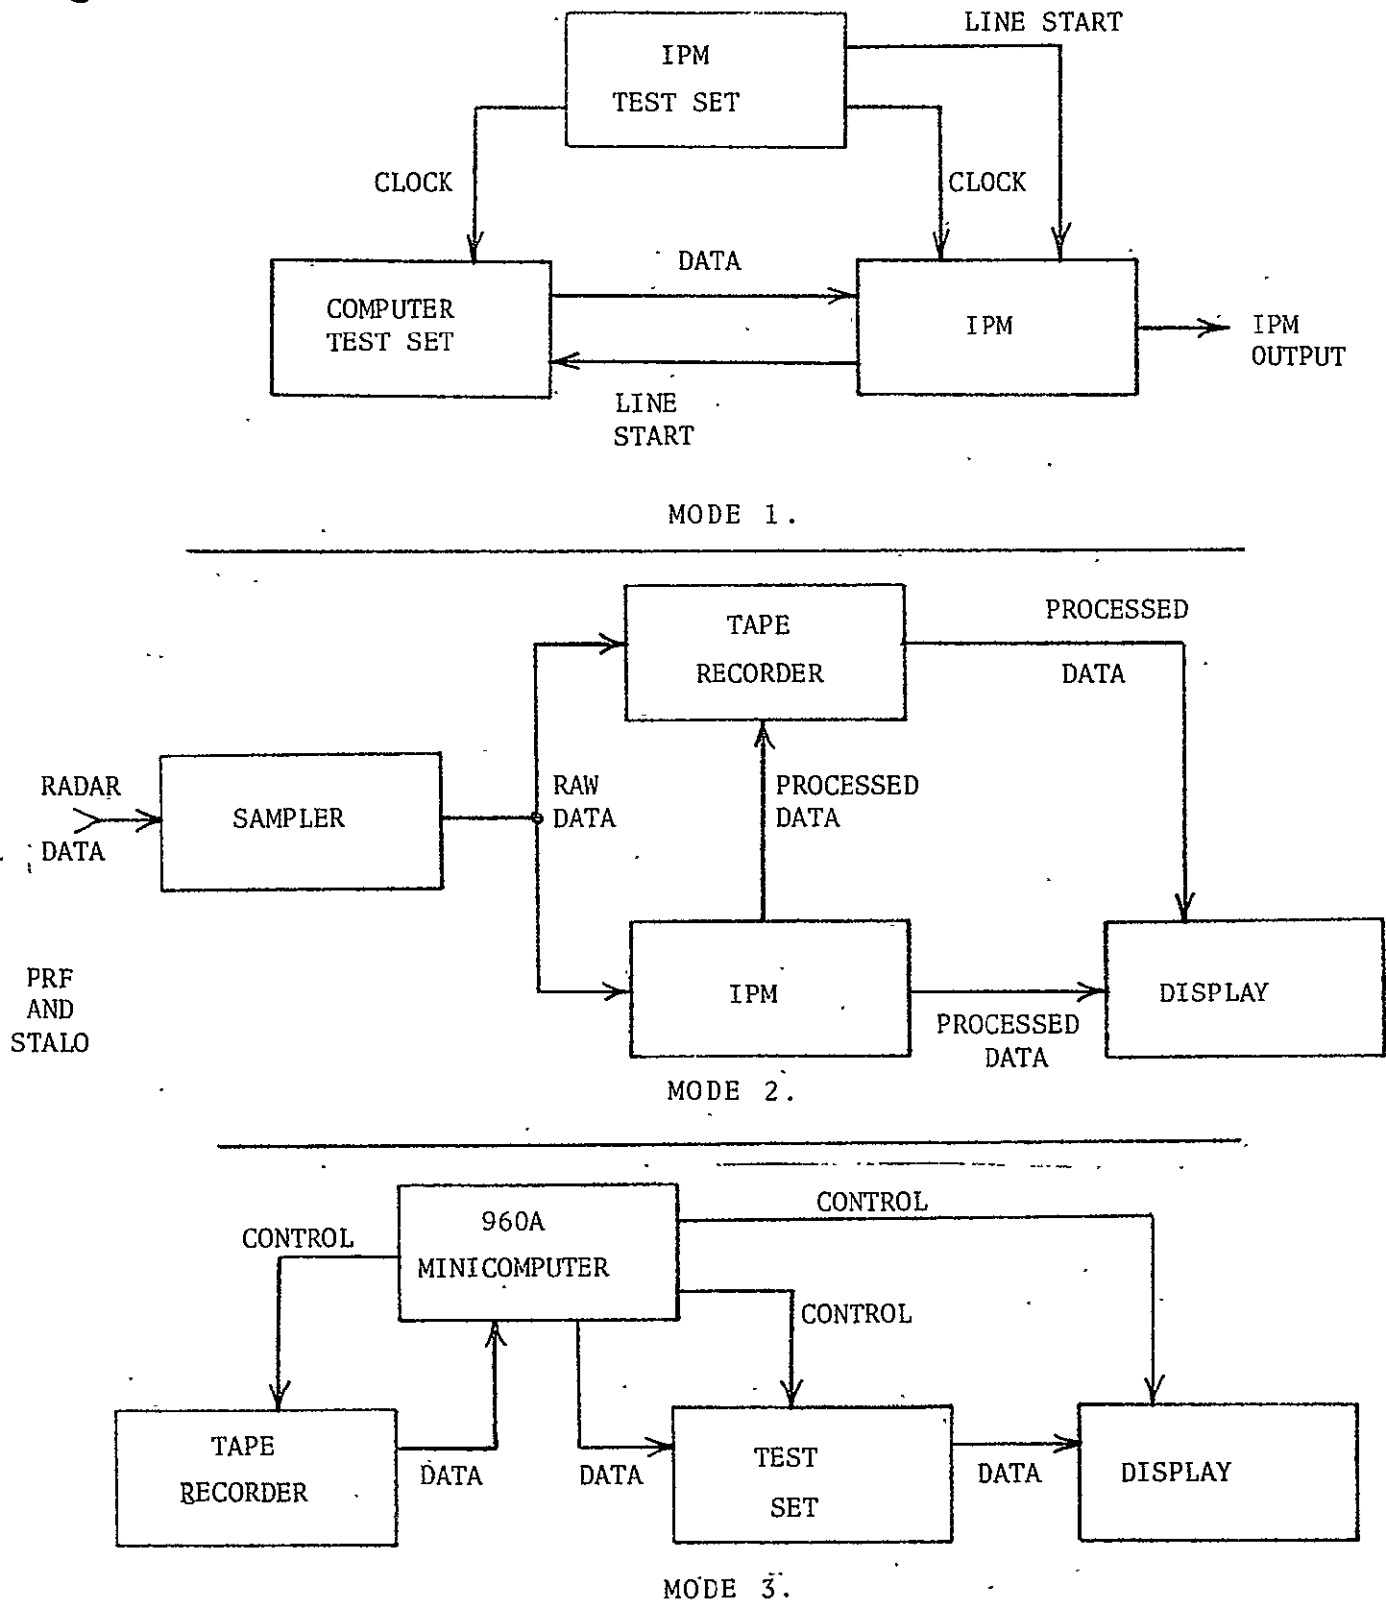 LINE START
IPM
TEST SET
CLOCK
CLOCK
DATA
COMPUTER
TEST SET
IPM
IPM
OUTPUT
LINE
START
MODE 1.
TAPE
RECORDER
PROCESSED
DATA
RADAR
DATA
SAMPLER
RAW
DATA
PROCESSED
DATA
PRF
AND
STALO
IPM
PROCESSED
DATA
DISPLAY
MODE 2.
960A
MINICOMPUTER
CONTROL
CONTROL
CONTROL
TAPE
RECORDER
DATA
DATA
TEST
SET
DATA
DISPLAY
MODE 3.